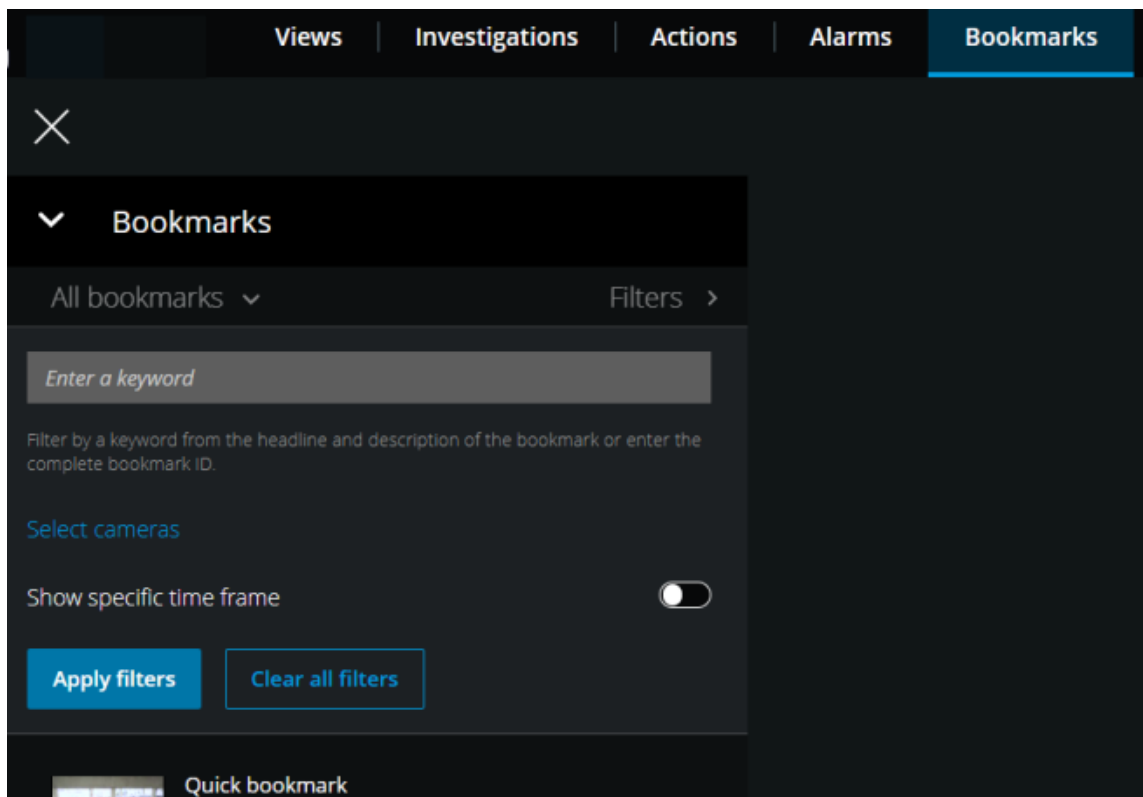 Views Investigations Actions Alarms Bookmarks
Bookmarks
All bookmarks Filters
Enter a keyword
Filter by a keyword from the headline and description of the bookmark or enter the
complete bookmark ID.
Select cameras
Show specific time frame
Apply filters Clear all filters
Quick bookmark